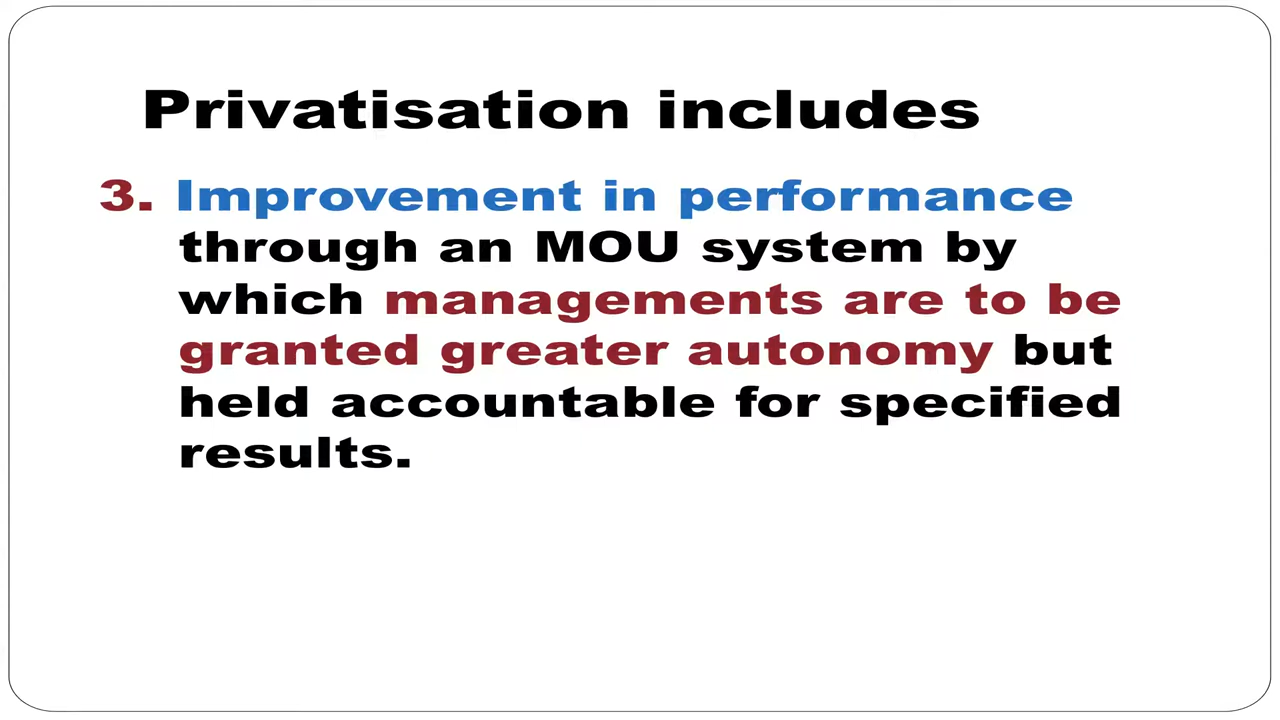 Privatisation includes
3. Improvement in performance
through an MOU system by
which managements are to be
granted greater autonomy but
held accountable for specified
results.